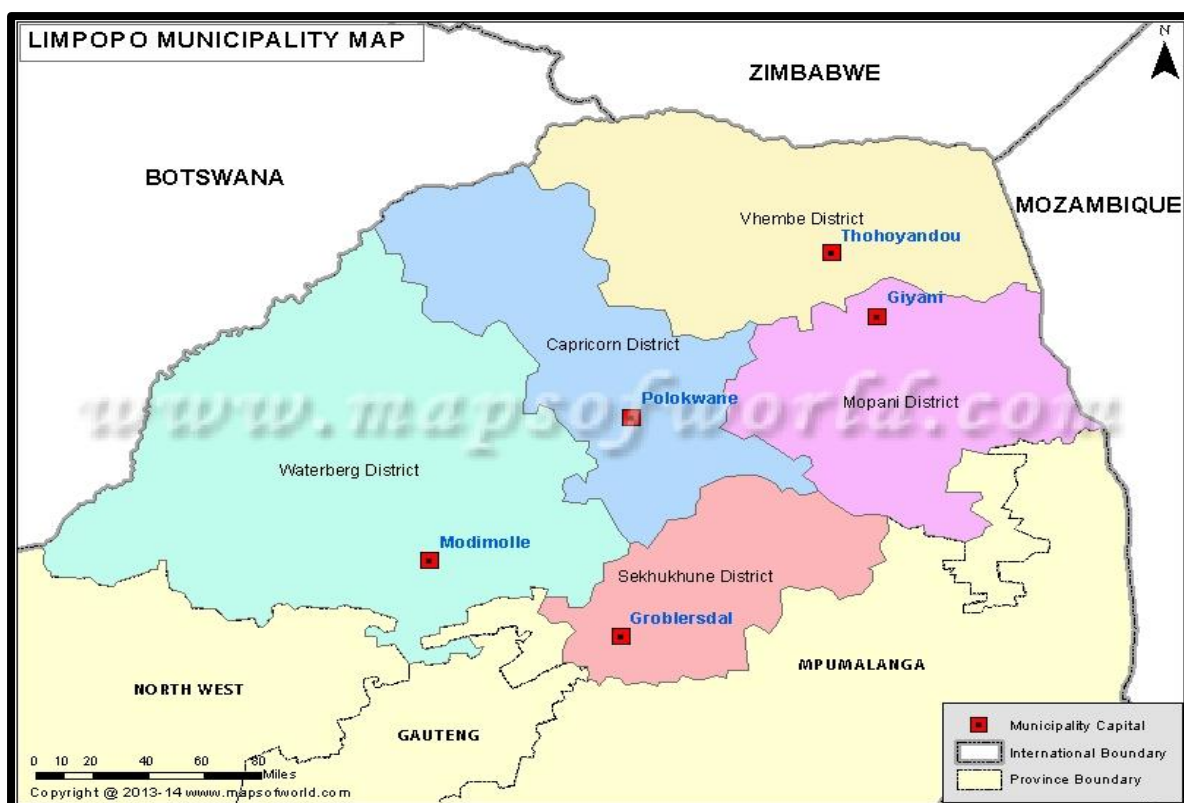 LIMPOPO MUNICIPALITY MAP
N
ZIMBABWE
BOTSWANA
MOZAMBIQUE
Vhembe District
Thohoyandou
Giyani
Capricorn District
Polokwane
Mopani District
www.mapsofworld.com
Waterberg District
Modimolle
Sekhukhune District
Groblersdal
MPUMALANGA
NORTH WEST
GAUTENG
Municipality Capital
International Boundary
Province Boundary
0 10 20 40 60 80
Miles
Copyright @ 2013-14 www.mapsofworld.com